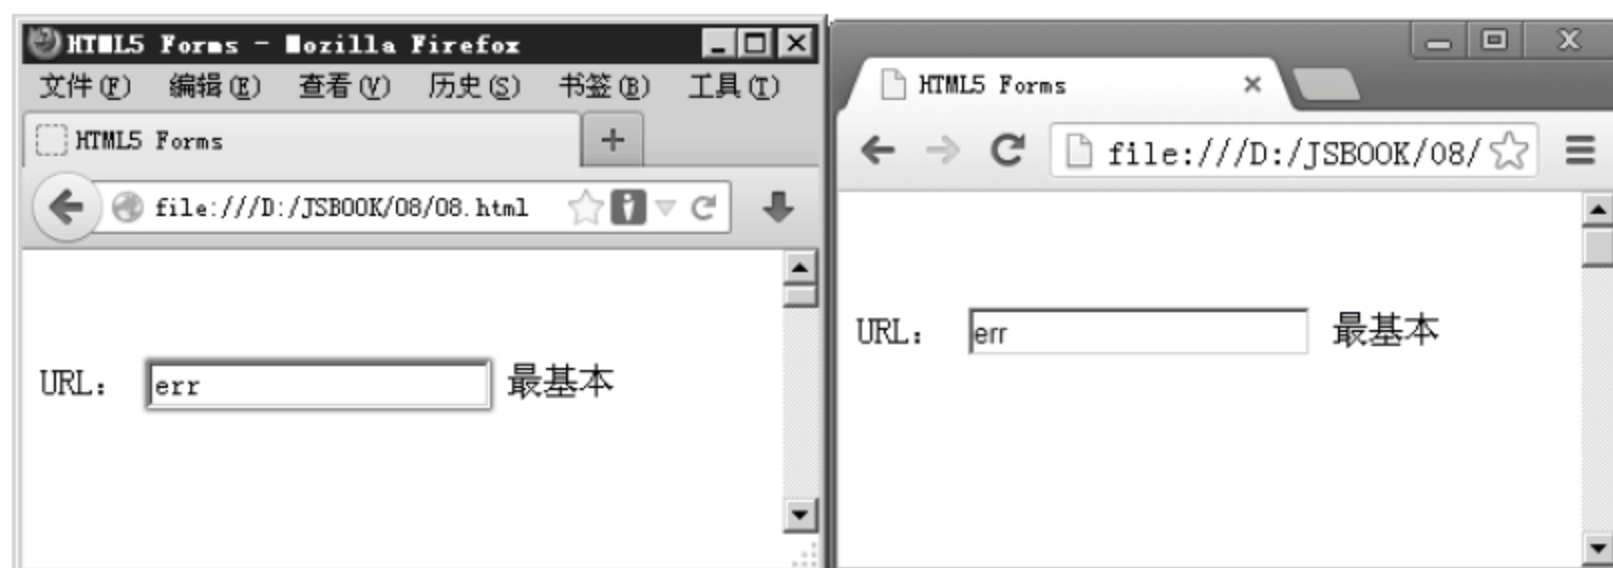 HTML5 Forms - Mozilla Firefox
文件(F) 编辑(E) 查看(V) 历史(S) 书签(B) 工具(T)
HTML5 Forms
file:///D:/JSBOOK/08/08.html
URL: err 最基本
HTML5 Forms
file:///D:/JSBOOK/08/
URL: err 最基本